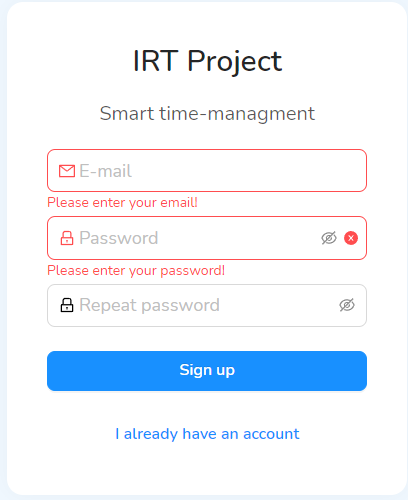 IRT Project
Smart time-managment
E-mail
Please enter your email!
Password
Please enter your password!
Repeat password
Sign up
I already have an account